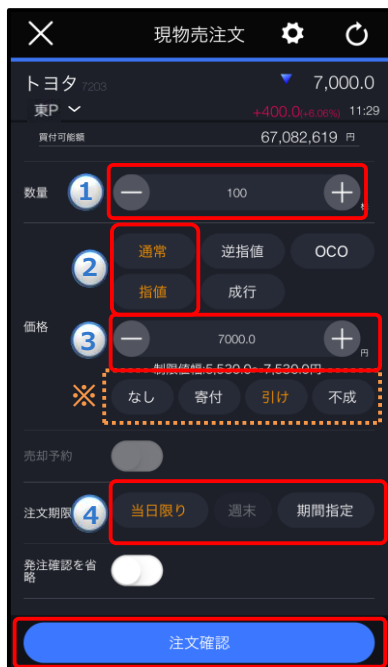 現物売注文
トヨタ 7203
▼ 7,000.0
東P
+400.0(+6.06%) 11:29
買付可能額 67,082,619 円
数量 1 100
2 通常 逆指値 OCO
指値 成行
価格 3 7000.0 円
制限値幅:5,530.0~7,530.0円
※ なし 寄付 引け 不成
売却予約
注文期限 4 当日限り 週末 期間指定
発注確認を省
略
注文確認